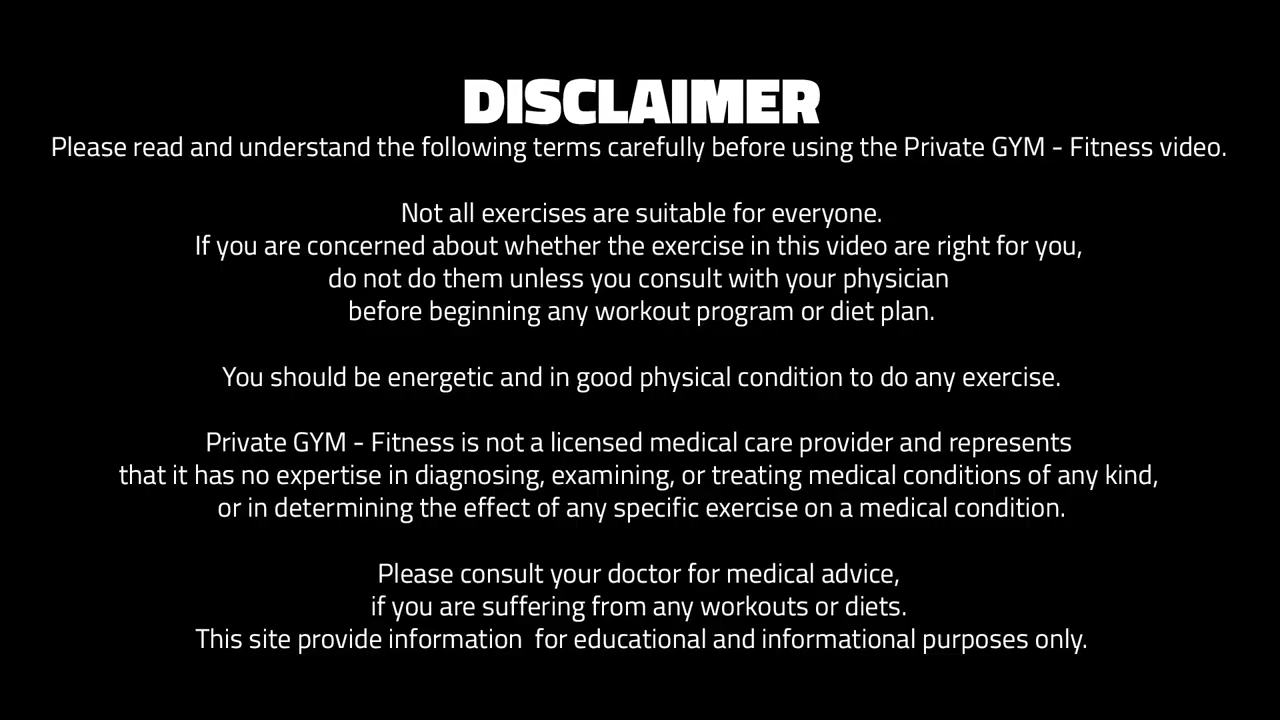 DISCLAIMER
Please read and understand the following terms carefully before using the Private GYM - Fitness video.
Not all exercises are suitable for everyone.
If you are concerned about whether the exercise in this video are right for you,
do not do them unless you consult with your physician
before beginning any workout program or diet plan.
You should be energetic and in good physical condition to do any exercise.
Private GYM - Fitness is not a licensed medical care provider and represents
that it has no expertise in diagnosing, examining, or treating medical conditions of any kind,
or in determining the effect of any specific exercise on a medical condition.
Please consult your doctor for medical advice,
if you are suffering from any workouts or diets.
This site provide information  for educational and informational purposes only.